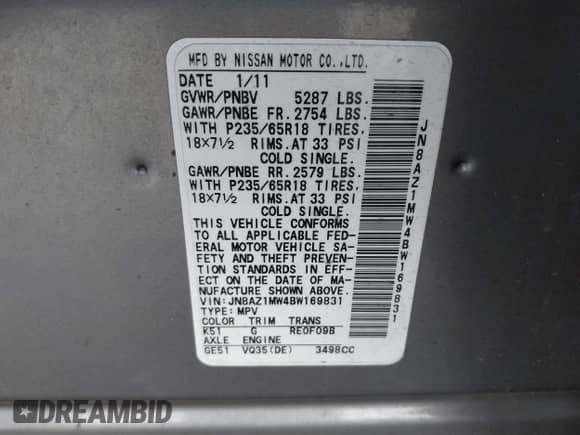 MFD BY NISSAN MOTOR CO.,LTD.
DATE 1/11
GVWR/PNBV 5287 LBS.
GAWR/PNBE FR. 2754 LBS.
WITH P235/65R18 TIRES,
18×7½ RIMS.AT 33 PSI
COLD SINGLE.
GAWR/PNBE RR. 2579 LBS.
WITH P235/65R18 TIRES,
18×7½ RIMS.AT 33 PSI
COLD SINGLE.
THIS VEHICLE CONFORMS
TO ALL APPLICABLE FED-
ERAL MOTOR VEHICLE SA-
FETY AND THEFT PREVEN-
TION STANDARDS IN EFF-
ECT ON THE DATE OF MA-
NUFACTURE SHOWN ABOVE.
VIN:JN8AZ1MW4BW169831
TYPE:MPV
COLOR TRIM TRANS
K51 G RE0F09B
AXLE ENGINE
GE51 VQ35(DE) 3498CC
JN8AZ1MW4BW169831
DREAMBID